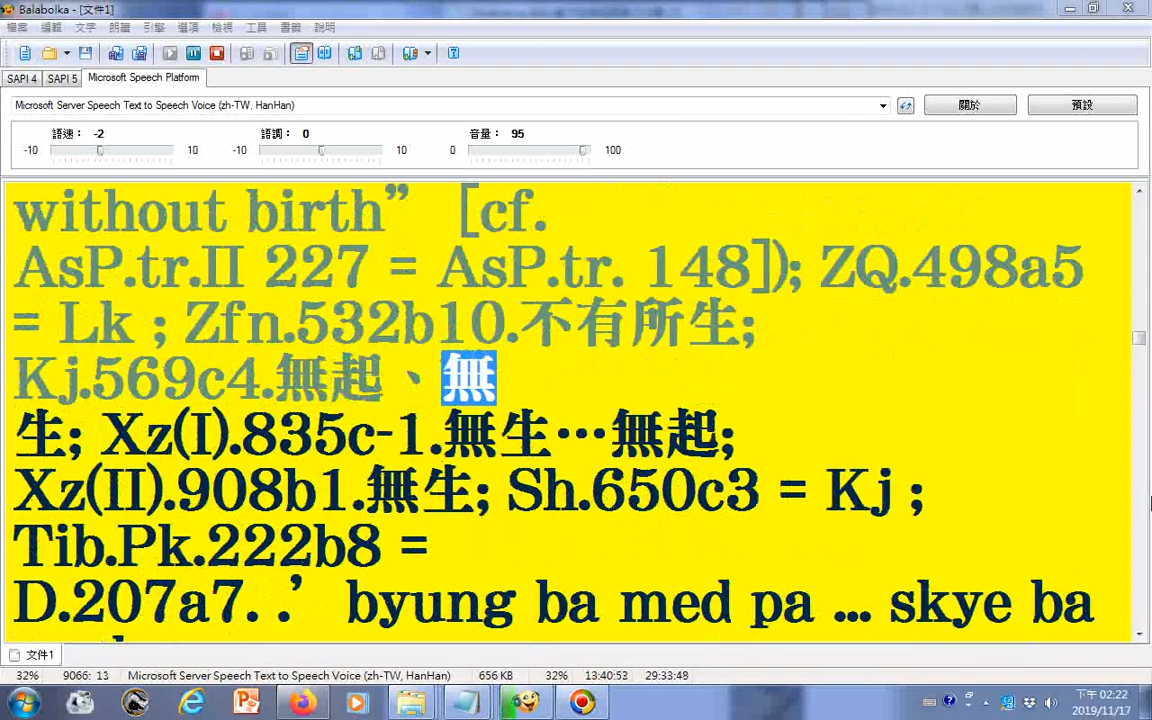 Balabolka - [文件1]
檔案 編輯 文字 朗讀 引擎 選項 檢視 工具 書籤 說明
SAPI 4 SAPI 5 Microsoft Speech Platform
Microsoft Server Speech Text to Speech Voice (zh-TW, HanHan) 關於 預設
語速： -2 語調： 0 音量： 95
-10 10 -10 10 0 100
without birth” [cf.
AsP.tr.II 227 = AsP.tr. 148]); ZQ.498a5
= Lk ; Zfn.532b10.不有所生;
Kj.569c4.無起、無
生; Xz(I).835c-1.無生…無起;
Xz(II).908b1.無生; Sh.650c3 = Kj ;
Tib.Pk.222b8 =
D.207a7. .’ byung ba med pa ... skye ba
文件1
32% 9066: 13 Microsoft Server Speech Text to Speech Voice (zh-TW, HanHan) 656 KB 32% 13:40:53 29:33:48
下午 02:22
2019/11/17